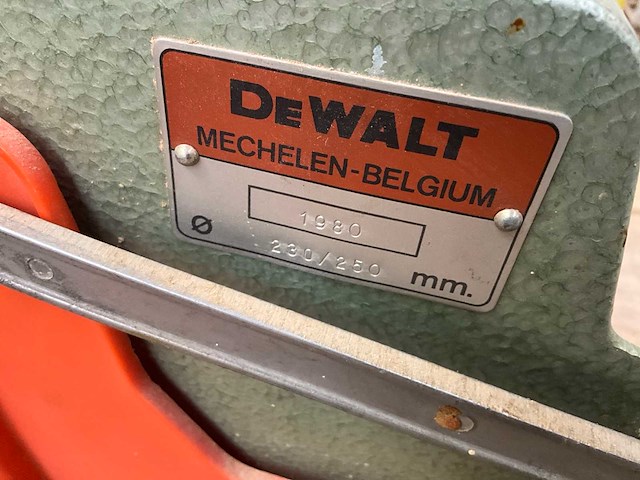 DEWALT
MECHELEN-BELGIUM
1980
Ø 230/250 mm.